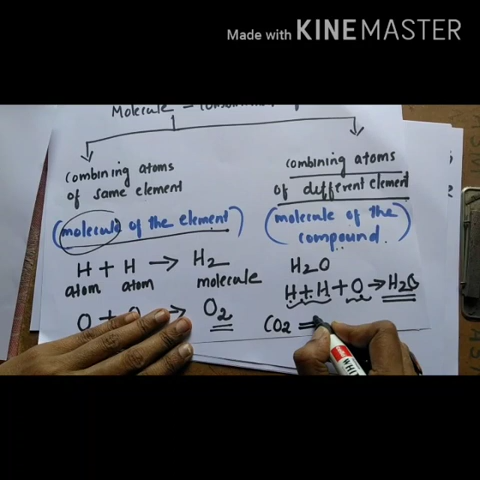 Made with KINEMASTER
Molecule =
combining atoms
of same element
(molecule of the element)
H + H → H2
atom atom molecule
O + O → O2
combining atoms
of different element
(molecule of the
compound)
H2O
H + H + O → H2O
CO2 =
WHIT